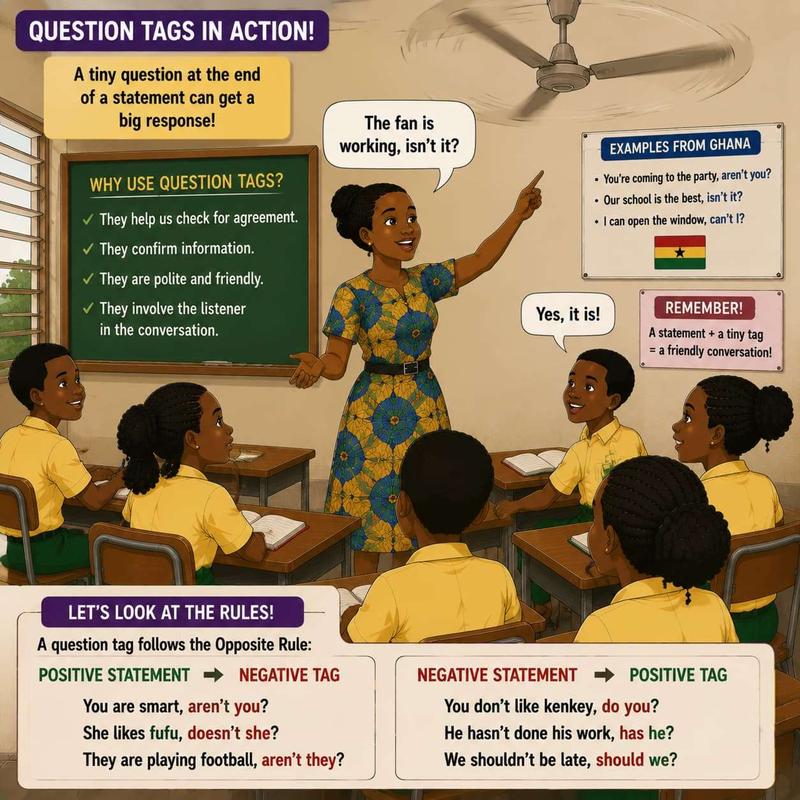 QUESTION TAGS IN ACTION!
A tiny question at the end
of a statement can get a
big response!
The fan is
working, isn't it?
WHY USE QUESTION TAGS?
✓ They help us check for agreement.
✓ They confirm information.
✓ They are polite and friendly.
✓ They involve the listener
in the conversation.
EXAMPLES FROM GHANA
• You're coming to the party, aren't you?
• Our school is the best, isn't it?
• I can open the window, can't I?
Yes, it is!
REMEMBER!
A statement + a tiny tag
= a friendly conversation!
LET'S LOOK AT THE RULES!
A question tag follows the Opposite Rule:
POSITIVE STATEMENT ➡ NEGATIVE TAG
You are smart, aren't you?
She likes fufu, doesn't she?
They are playing football, aren't they?
NEGATIVE STATEMENT ➡ POSITIVE TAG
You don't like kenkey, do you?
He hasn't done his work, has he?
We shouldn't be late, should we?